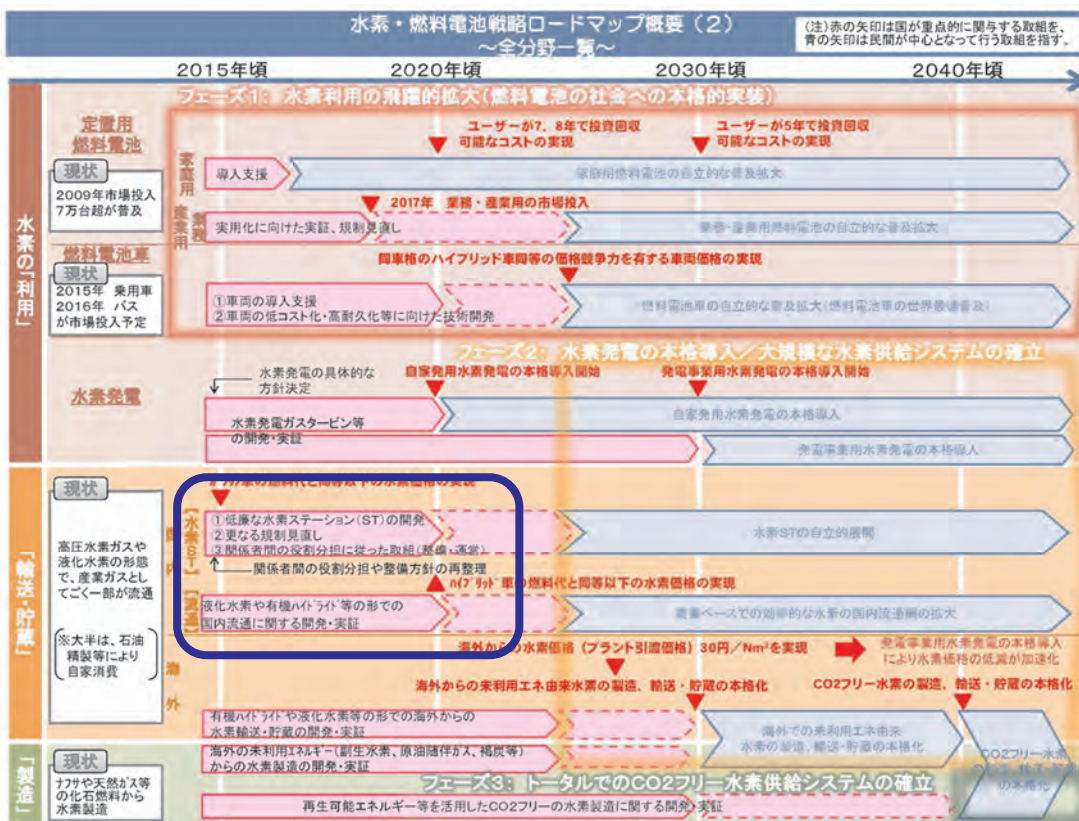 水素・燃料電池戦略ロードマップ概要（2）
～全分野一覧～
(注)赤の矢印は国が重点的に関与する取組を、
青の矢印は民間が中心となって行う取組を指す。
2015年頃
2020年頃
2030年頃
2040年頃
フェーズ1: 水素利用の飛躍的拡大(燃料電池の社会への本格的実装)
水素の「利用」
定置用
燃料電池
現状
2009年市場投入
7万台超が普及
家庭用
ユーザーが7、8年で投資回収
可能なコストの実現
ユーザーが5年で投資回収
可能なコストの実現
導入支援
家庭用燃料電池の自立的な普及拡大
業務
産業用
2017年 業務・産業用の市場投入
実用化に向けた実証、規制見直し
業務・産業用燃料電池の自立的な普及拡大
燃料電池車
現状
2015年 乗用車
2016年 バス
が市場投入予定
同車格のハイブリッド車同等の価格競争力を有する車両価格の実現
①車両の導入支援
②車両の低コスト化・高耐久化等に向けた技術開発
燃料電池車の自立的な普及拡大(燃料電池車の世界最速普及)
フェーズ2: 水素発電の本格導入／大規模な水素供給システムの確立
水素発電
水素発電の具体的な
方針決定
自家発用水素発電の本格導入開始
発電事業用水素発電の本格導入開始
水素発電ガスタービン等
の開発・実証
自家発用水素発電の本格導入
発電事業用水素発電の本格導入
「輸送・貯蔵」
現状
高圧水素ガスや
液化水素の形態
で、産業ガスとし
てごく一部が流通
※大半は、石油
精製等により
自家消費
車の燃料代と同等以下の水素価格の実現
【水素ST】
①低廉な水素ステーション(ST)の開発
②更なる規制見直し
③関係者間の役割分担に従った取組(整備・運営)
水素STの自立的展開
関係者間の役割分担や整備方針の再整理
内
ﾊｲﾌﾞﾘｯﾄﾞ車の燃料代と同等以下の水素価格の実現
【流通】
液化水素や有機ﾊｲﾄﾞﾗｲﾄﾞ等の形での
国内流通に関する開発・実証
商業ベースでの効率的な水素の国内流通網の拡大
海外からの水素価格（プラント引渡価格）30円／Nm²を実現
発電事業用水素発電の本格導入
により水素価格の低減が加速化
海外
海外からの未利用エネ由来水素の製造、輸送・貯蔵の本格化
CO2フリー水素の製造、輸送・貯蔵の本格化
有機ﾊｲﾄﾞﾗｲﾄﾞや液化水素等の形での海外からの
水素輸送・貯蔵の開発・実証
海外での未利用エネ由来
水素の製造、輸送・貯蔵の本格化
「製造」
現状
ﾅﾌｻや天然ｶﾞｽ等
の化石燃料から
水素製造
海外の未利用ｴﾈﾙｷﾞｰ(副生水素、原油随伴ｶﾞｽ、褐炭等)
からの水素製造の開発・実証
CO2フリー水素
の本格化
フェーズ3: トータルでのCO2フリー水素供給システムの確立
再生可能エネルギー等を活用したCO2フリーの水素製造に関する開発・実証